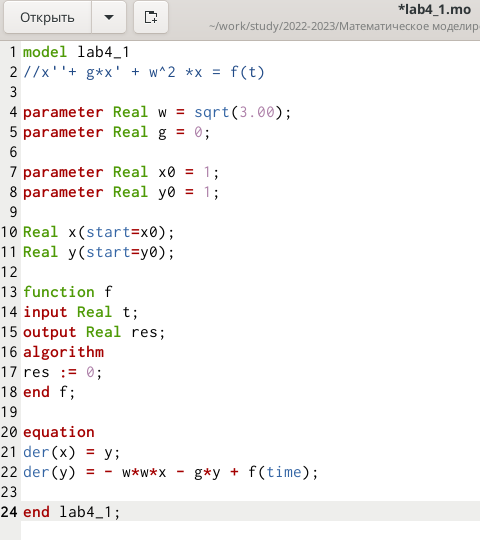 Открыть
*lab4_1.mo
~/work/study/2022-2023/Математическое моделир
1 model lab4_1
2 //x''+ g*x' + w^2 *x = f(t)
3
4 parameter Real w = sqrt(3.00);
5 parameter Real g = 0;
6
7 parameter Real x0 = 1;
8 parameter Real y0 = 1;
9
10 Real x(start=x0);
11 Real y(start=y0);
12
13 function f
14 input Real t;
15 output Real res;
16 algorithm
17 res := 0;
18 end f;
19
20 equation
21 der(x) = y;
22 der(y) = - w*w*x - g*y + f(time);
23
24 end lab4_1;